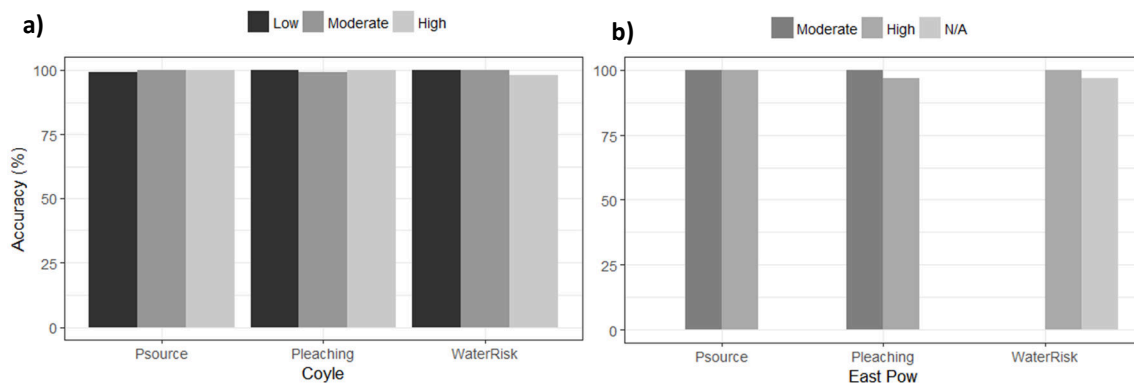 a)
Low Moderate High
Accuracy (%)
100
75
50
25
0
Psource Pleaching WaterRisk
Coyle
b)
Moderate High N/A
100
75
50
25
0
Psource Pleaching WaterRisk
East Pow